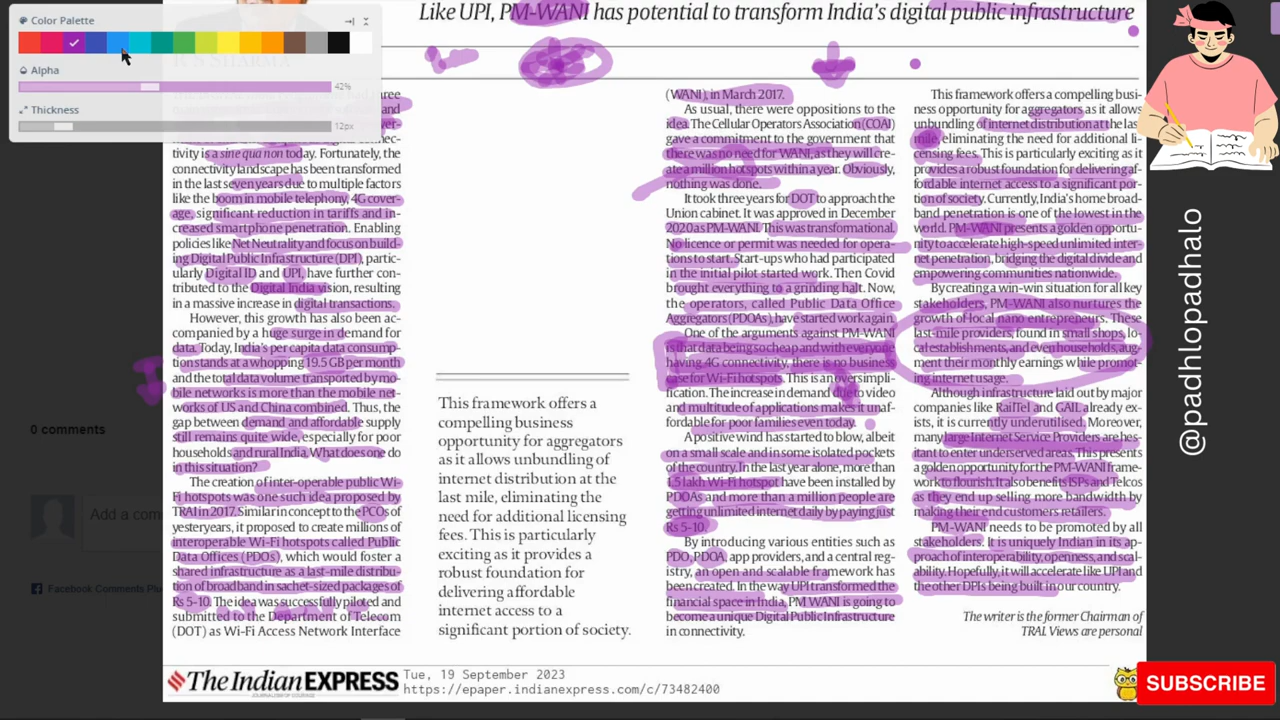 Like UPI, PM-WANI has potential to transform India's digital public infrastructure
Color Palette
Alpha
42%
Thickness
12px
R S SHARMA
tivity is a sine qua non today. Fortunately, the
connectivity landscape has been transformed
in the last seven years due to multiple factors
like the boom in mobile telephony, 4G cover-
age, significant reduction in tariffs and in-
creased smartphone penetration. Enabling
policies like Net Neutrality and focus on build-
ing Digital Public Infrastructure (DPI), partic-
ularly Digital ID and UPI, have further con-
tributed to the Digital India vision, resulting
in a massive increase in digital transactions.
However, this growth has also been ac-
companied by a huge surge in demand for
data. Today, India's per capita data consump-
tion stands at a whopping 19.5 GB per month
and the total data volume transported by mo-
bile networks is more than the mobile net-
works of US and China combined. Thus, the
gap between demand and affordable supply
still remains quite wide, especially for poor
households and rural India. What does one do
in this situation?
The creation of inter-operable public Wi-
Fi hotspots was one such idea proposed by
TRAI in 2017. Similar in concept to the PCOs of
yesteryears, it proposed to create millions of
interoperable Wi-Fi hotspots called Public
Data Offices (PDOs), which would foster a
shared infrastructure as a last-mile distribu-
tion of broadband in sachet-sized packages of
Rs 5-10. The idea was successfully piloted and
submitted to the Department of Telecom
(DOT) as Wi-Fi Access Network Interface
This framework offers a
compelling business
opportunity for aggregators
as it allows unbundling of
internet distribution at the
last mile, eliminating the
need for additional licensing
fees. This is particularly
exciting as it provides a
robust foundation for
delivering affordable
internet access to a
significant portion of society.
(WANI), in March 2017.
As usual, there were oppositions to the
idea. The Cellular Operators Association (COAI)
gave a commitment to the government that
there was no need for WANI, as they will cre-
ate a million hotspots within a year. Obviously,
nothing was done.
It took three years for DOT to approach the
Union cabinet. It was approved in December
2020 as PM-WANI. This was transformational.
No licence or permit was needed for opera-
tions to start. Start-ups who had participated
in the initial pilot started work. Then Covid
brought everything to a grinding halt. Now,
the operators, called Public Data Office
Aggregators (PDOAs), have started work again.
One of the arguments against PM-WANI
is that data being so cheap and with everyone
having 4G connectivity, there is no business
case for Wi-Fi hotspots. This is an oversimpli-
fication. The increase in demand due to video
and multitude of applications makes it unaf-
fordable for poor families even today.
A positive wind has started to blow, albeit
on a small scale and in some isolated pockets
of the country. In the last year alone, more than
1.5 lakh Wi-Fi hotspot have been installed by
PDOAs and more than a million people are
getting unlimited internet daily by paying just
Rs 5-10.
By introducing various entities such as
PDO, PDOA, app providers, and a central reg-
istry, an open and scalable framework has
been created. In the way UPI transformed the
financial space in India, PM WANI is going to
become a unique Digital Public Infrastructure
in connectivity.
This framework offers a compelling busi-
ness opportunity for aggregators as it allows
unbundling of internet distribution at the last
mile, eliminating the need for additional li-
censing fees. This is particularly exciting as it
provides a robust foundation for delivering af-
fordable internet access to a significant por-
tion of society. Currently, India's home broad-
band penetration is one of the lowest in the
world. PM-WANI presents a golden opportu-
nity to accelerate high-speed unlimited inter-
net penetration, bridging the digital divide and
empowering communities nationwide.
By creating a win-win situation for all key
stakeholders, PM-WANI also nurtures the
growth of local nano entrepreneurs. These
last-mile providers, found in small shops, lo-
cal establishments, and even households, aug-
ment their monthly earnings while promot-
ing internet usage.
Although infrastructure laid out by major
companies like RailTel and GAIL already ex-
ists, it is currently underutilised. Moreover,
many large Internet Service Providers are hes-
itant to enter underserved areas. This presents
a golden opportunity for the PM-WANI frame-
work to flourish. It also benefits ISPs and Telcos
as they end up selling more bandwidth by
making their end customers retailers.
PM-WANI needs to be promoted by all
stakeholders. It is uniquely Indian in its ap-
proach of interoperability, openness, and scal-
ability. Hopefully, it will accelerate like UPI and
the other DPIs being built in our country.
The writer is the former Chairman of
TRAI. Views are personal
The Indian EXPRESS
JOURNALISM OF COURAGE
Tue, 19 September 2023
https://epaper.indianexpress.com/c/73482400
0 comments
Add a com
Facebook Comments Plu
@padhlopadhalo
SUBSCRIBE